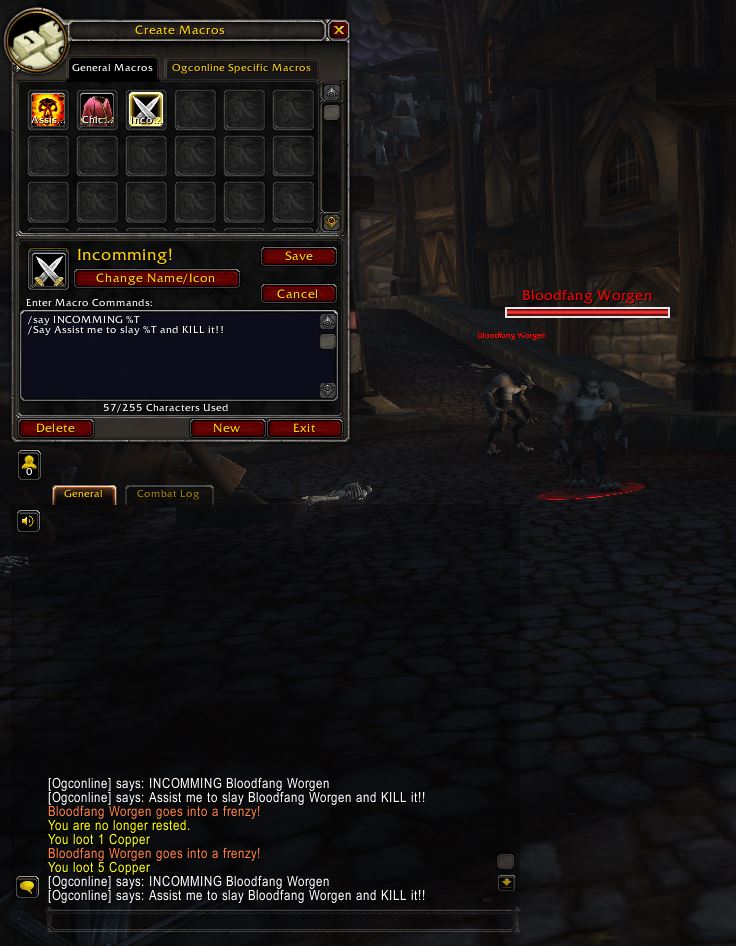 Create Macros
General Macros
Ogconline Specific Macros
Assis...
Chic...
Inco...
Incomming!
Save
Change Name/Icon
Cancel
Enter Macro Commands:
/say INCOMMING %T
/Say Assist me to slay %T and KILL it!!
57/255 Characters Used
Delete
New
Exit
Bloodfang Worgen
Bloodfang Worgen
0
General
Combat Log
[Ogconline] says: INCOMMING Bloodfang Worgen
[Ogconline] says: Assist me to slay Bloodfang Worgen and KILL it!!
Bloodfang Worgen goes into a frenzy!
You are no longer rested.
You loot 1 Copper
Bloodfang Worgen goes into a frenzy!
You loot 5 Copper
[Ogconline] says: INCOMMING Bloodfang Worgen
[Ogconline] says: Assist me to slay Bloodfang Worgen and KILL it!!